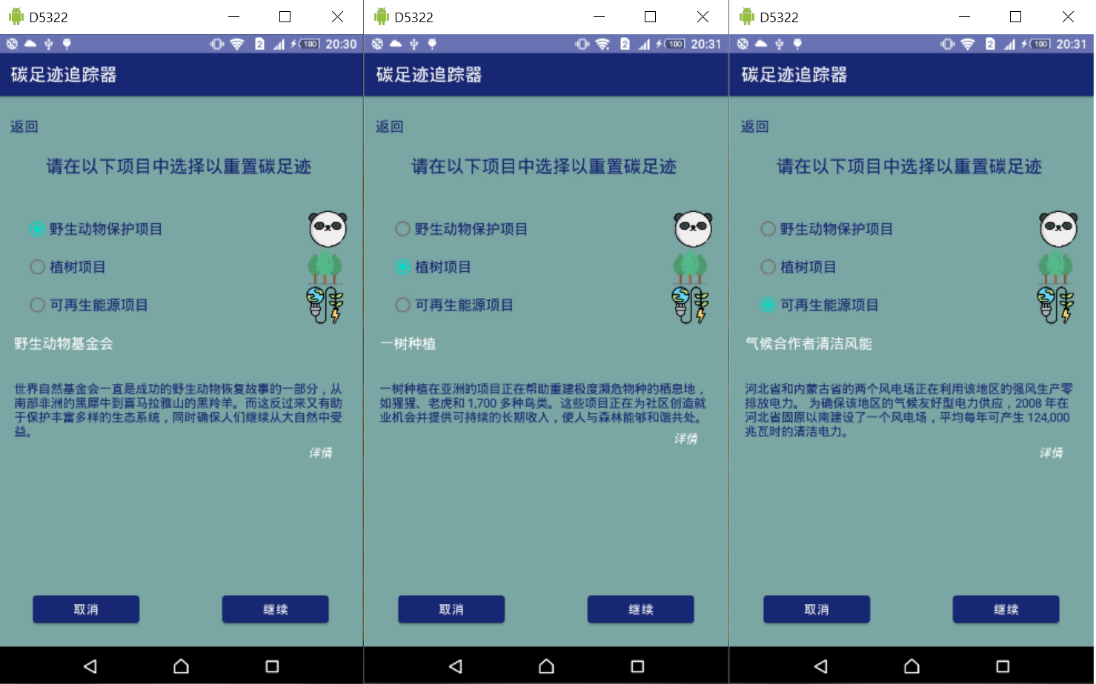 D5322
2 100 20:30
碳足迹追踪器
返回
请在以下项目中选择以重置碳足迹
野生动物保护项目
植树项目
可再生能源项目
野生动物基金会
世界自然基金会一直是成功的野生动物恢复故事的一部分，从
南部非洲的黑犀牛到喜马拉雅山的黑羚羊。而这反过来又有助
于保护丰富多样的生态系统，同时确保人们继续从大自然中受
益。
详情
取消
继续
D5322
2 100 20:31
碳足迹追踪器
返回
请在以下项目中选择以重置碳足迹
野生动物保护项目
植树项目
可再生能源项目
一树种植
一树种植在亚洲的项目正在帮助重建极度濒危物种的栖息地，
如猩猩、老虎和 1,700 多种鸟类。这些项目正在为社区创造就
业机会并提供可持续的长期收入，使人与森林能够和谐共处。
详情
取消
继续
D5322
2 100 20:31
碳足迹追踪器
返回
请在以下项目中选择以重置碳足迹
野生动物保护项目
植树项目
可再生能源项目
气候合作者清洁风能
河北省和内蒙古省的两个风电场正在利用该地区的强风生产零
排放电力。 为确保该地区的气候友好型电力供应，2008 年在
河北省固原以南建设了一个风电场，平均每年可产生 124,000
兆瓦时的清洁电力。
详情
取消
继续